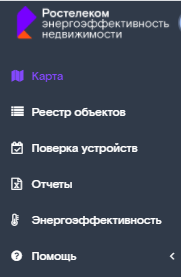 Ростелеком
энергоэффективность
недвижимости
Карта
Реестр объектов
Поверка устройств
Отчеты
Энергоэффективность
Помощь